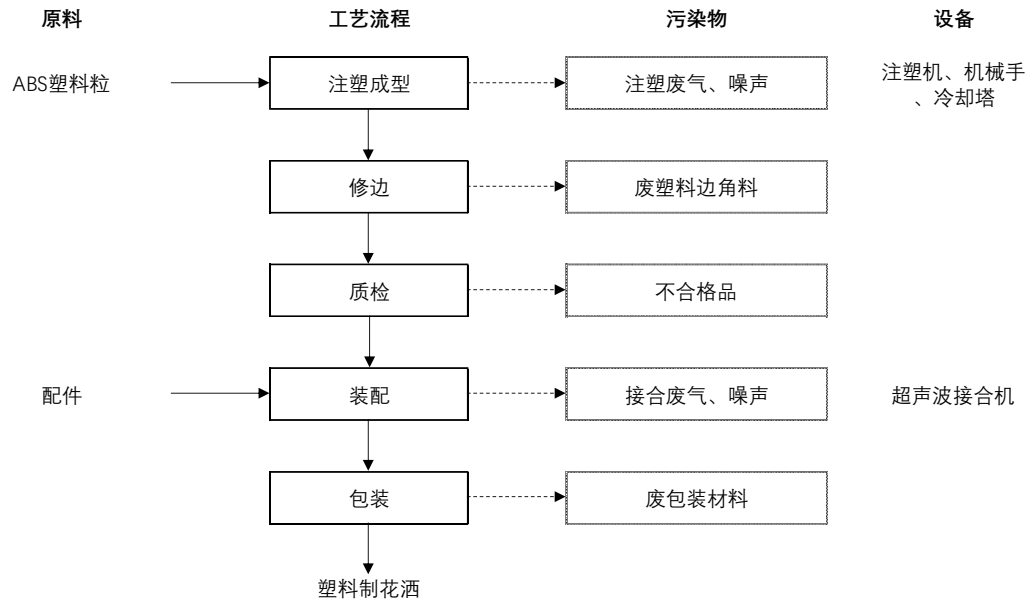 原料 工艺流程 污染物 设备
ABS塑料粒 注塑成型 注塑废气、噪声 注塑机、机械手
、冷却塔
修边 废塑料边角料
质检 不合格品
配件 装配 接合废气、噪声 超声波接合机
包装 废包装材料
塑料制花洒